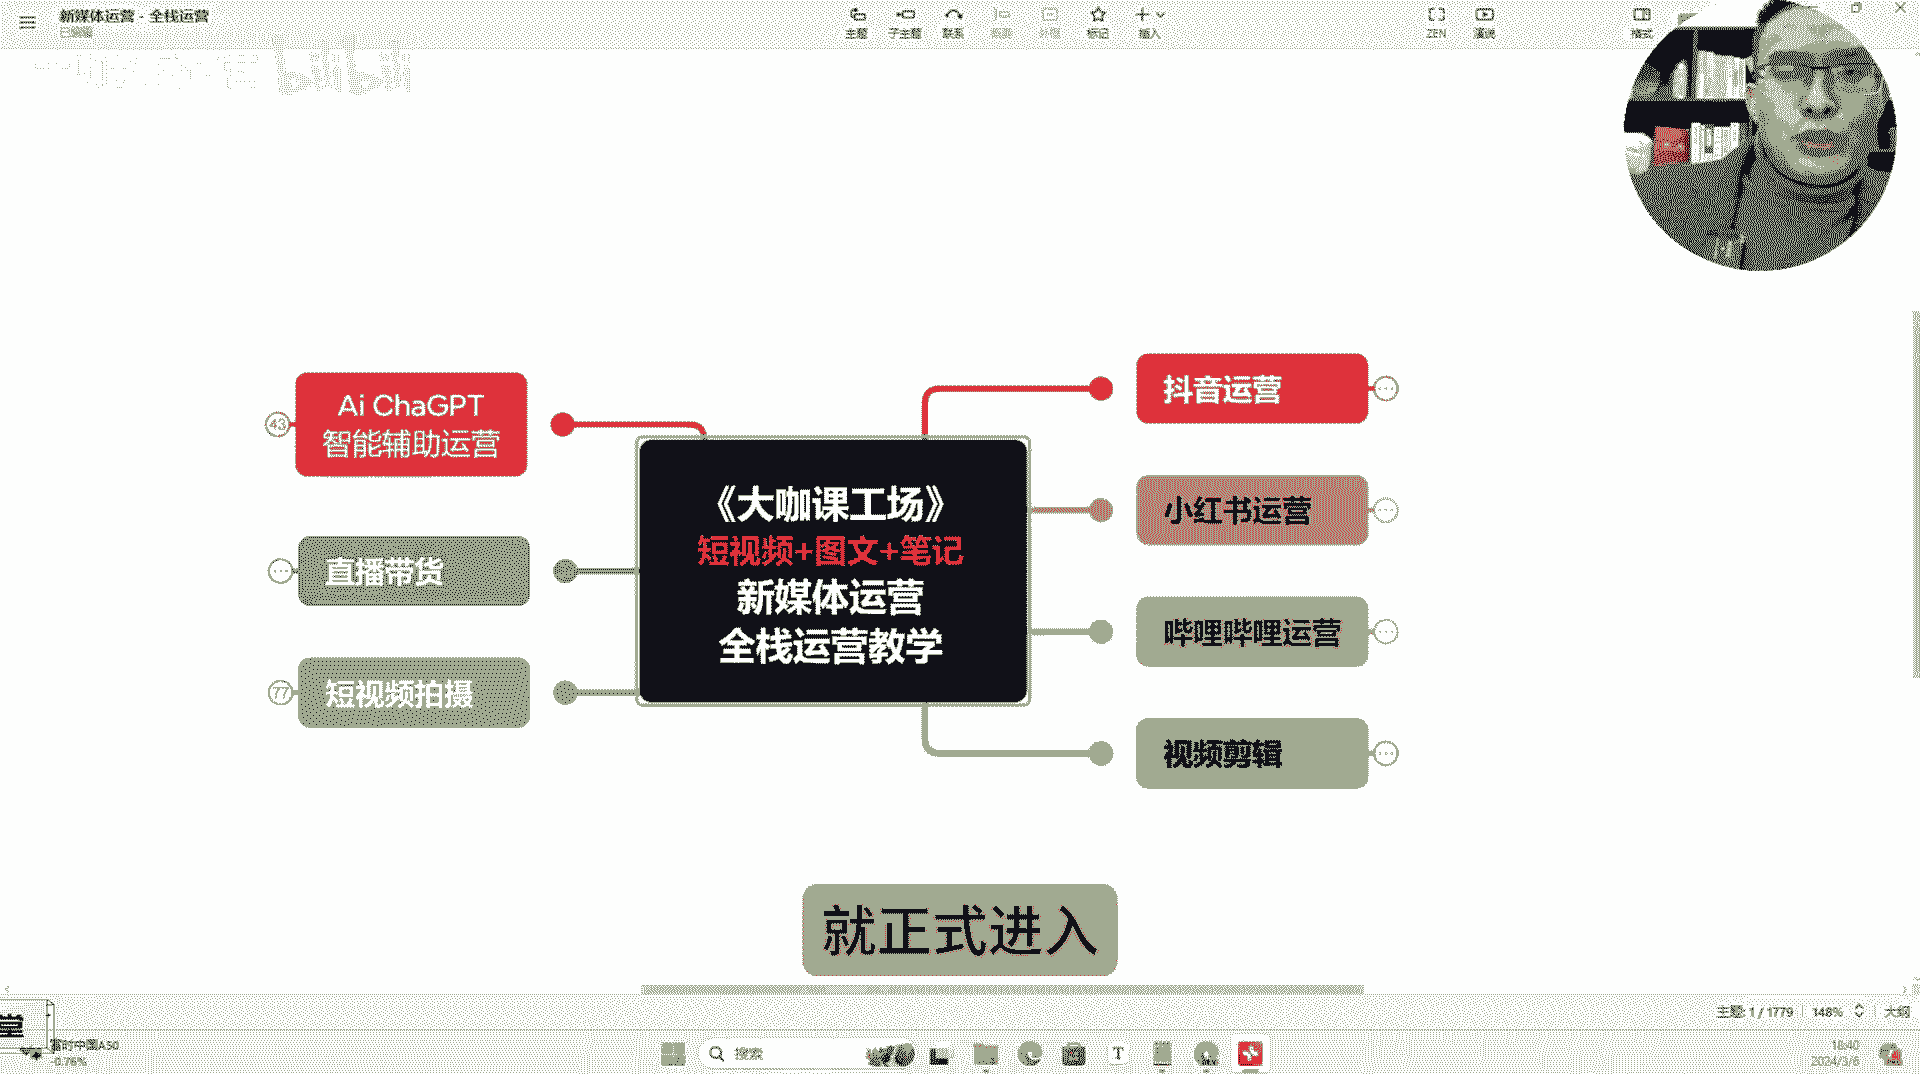 新媒体运营 - 全栈运营
已编辑
主题
子主题
联系
概要
外框
标记
插入
ZEN
演说
格式
bilibili
Ai ChaGPT
智能辅助运营
43
直播带货
短视频拍摄
77
《大咖课工场》
短视频+图文+笔记
新媒体运营
全栈运营教学
抖音运营
小红书运营
哔哩哔哩运营
视频剪辑
就正式进入
主题: 1 / 1779
148%
大纲
富时中国A50
-0.76%
搜索
18:40
2024/3/6